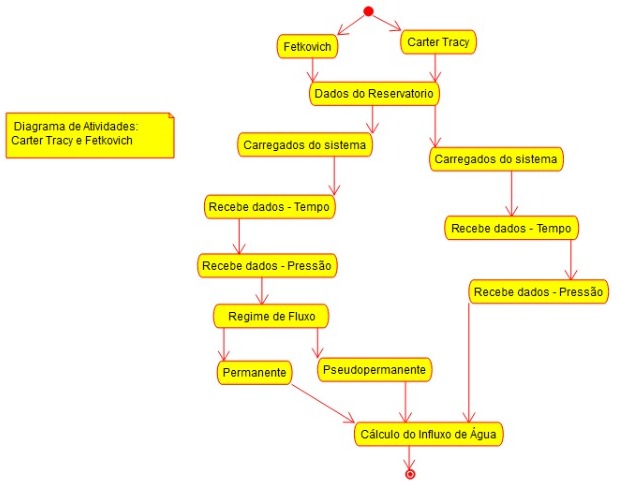 Carter Tracy
Fetkovich
Dados do Reservatorio
Diagrama de Atividades:
Carter Tracy e Fetkovich
Carregados do sistema
Carregados do sistema
Recebe dados - Tempo
Recebe dados - Tempo
Recebe dados - Pressão
Recebe dados - Pressão
Regime de Fluxo
Permanente
Pseudopermanente
Cálculo do Influxo de Água